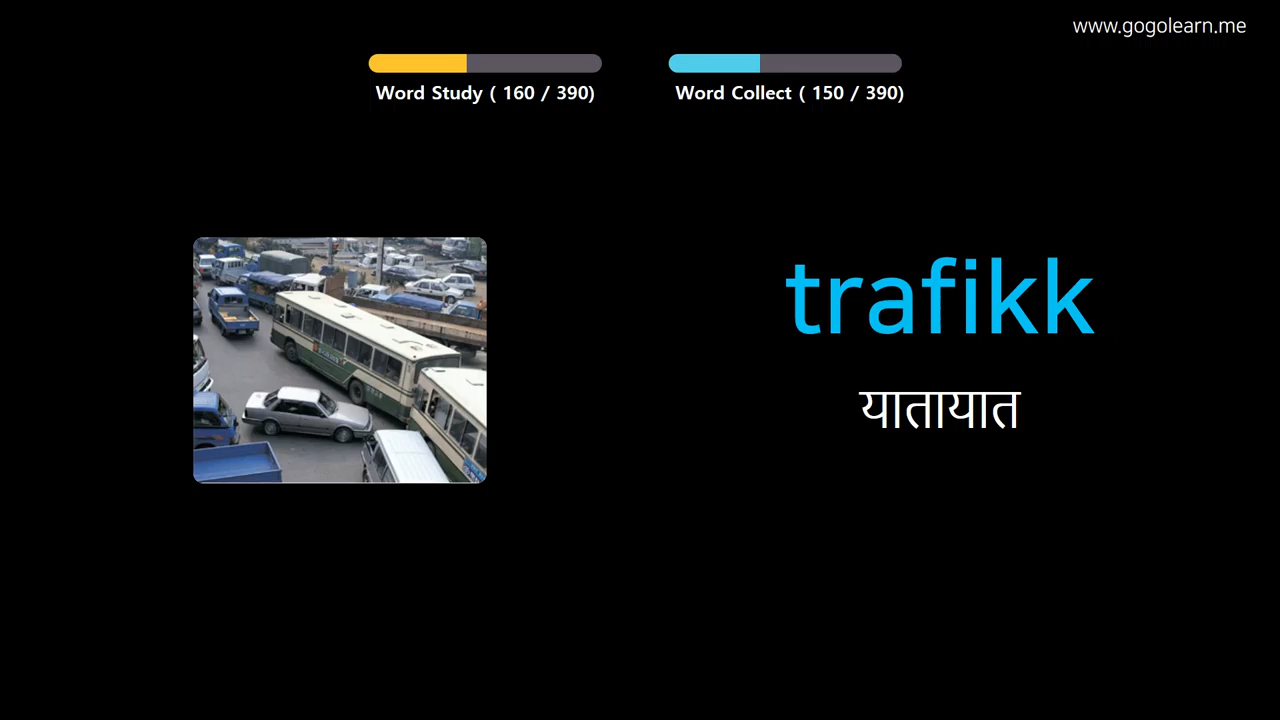 www.gogolearn.me
Word Study ( 160 / 390)
Word Collect ( 150 / 390)
trafikk
यातायात